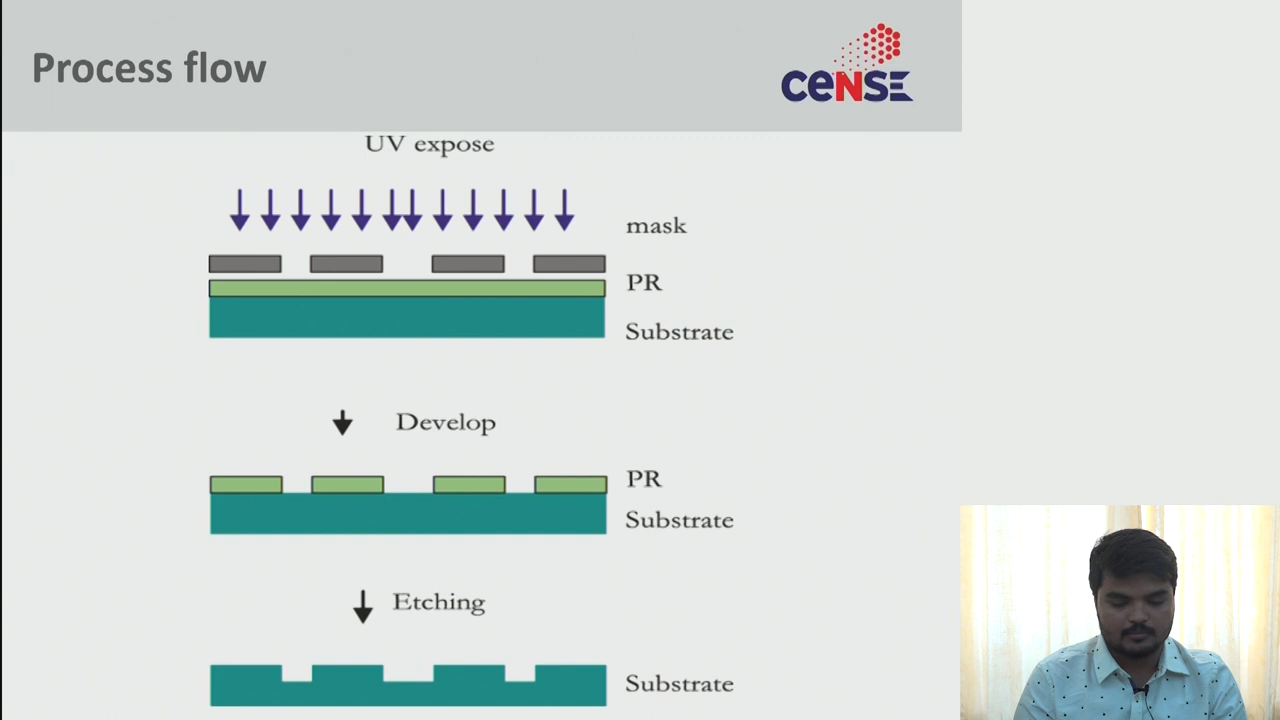 Process flow
ceNSE
UV expose
mask
PR
Substrate
Develop
PR
Substrate
Etching
Substrate